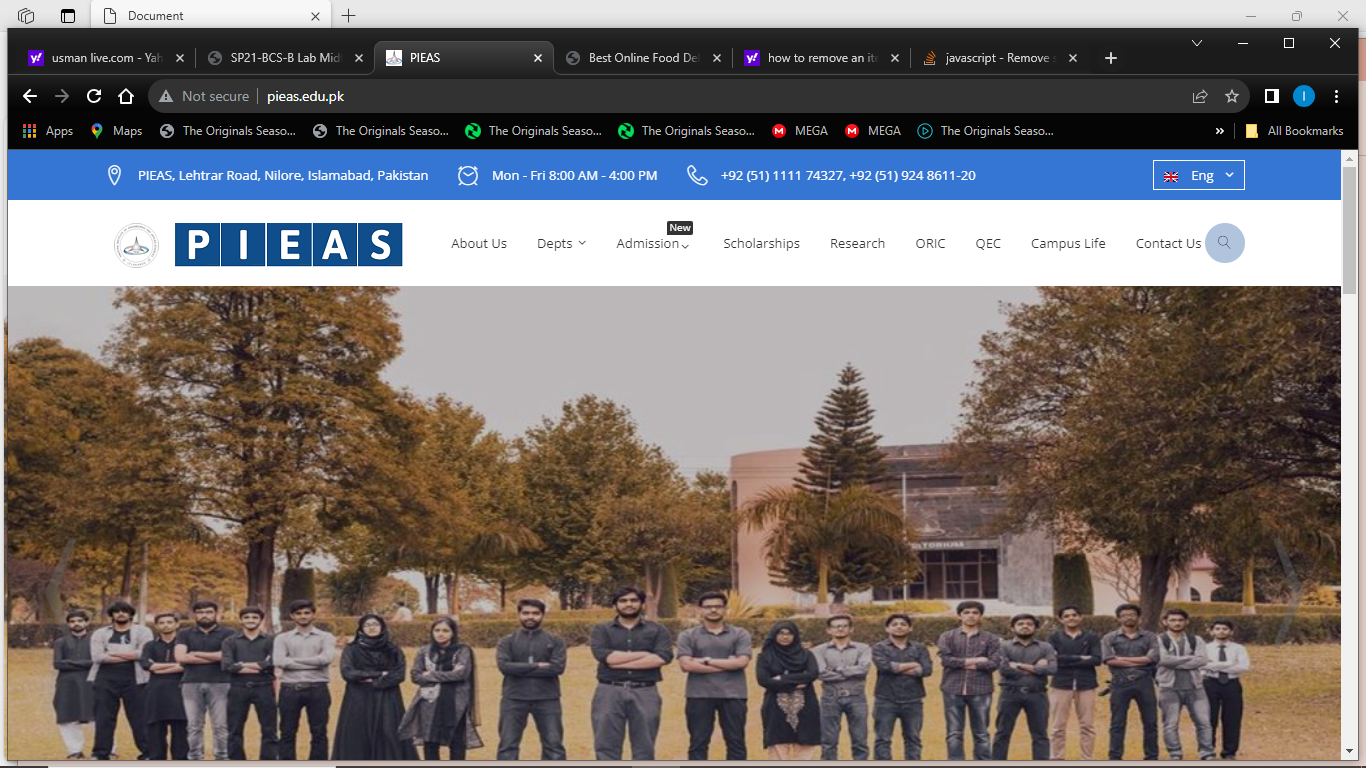 Document
usman live.com - Yah
SP21-BCS-B Lab Mid
PIEAS
Best Online Food Del
how to remove an ite
javascript - Remove s
Not secure
pieas.edu.pk
Apps
Maps
The Originals Seaso...
The Originals Seaso...
The Originals Seaso...
The Originals Seaso...
MEGA
MEGA
The Originals Seaso...
»
All Bookmarks
PIEAS, Lehtrar Road, Nilore, Islamabad, Pakistan
Mon - Fri 8:00 AM - 4:00 PM
+92 (51) 1111 74327, +92 (51) 924 8611-20
Eng
PIEAS
About Us
Depts
Admission
New
Scholarships
Research
ORIC
QEC
Campus Life
Contact Us